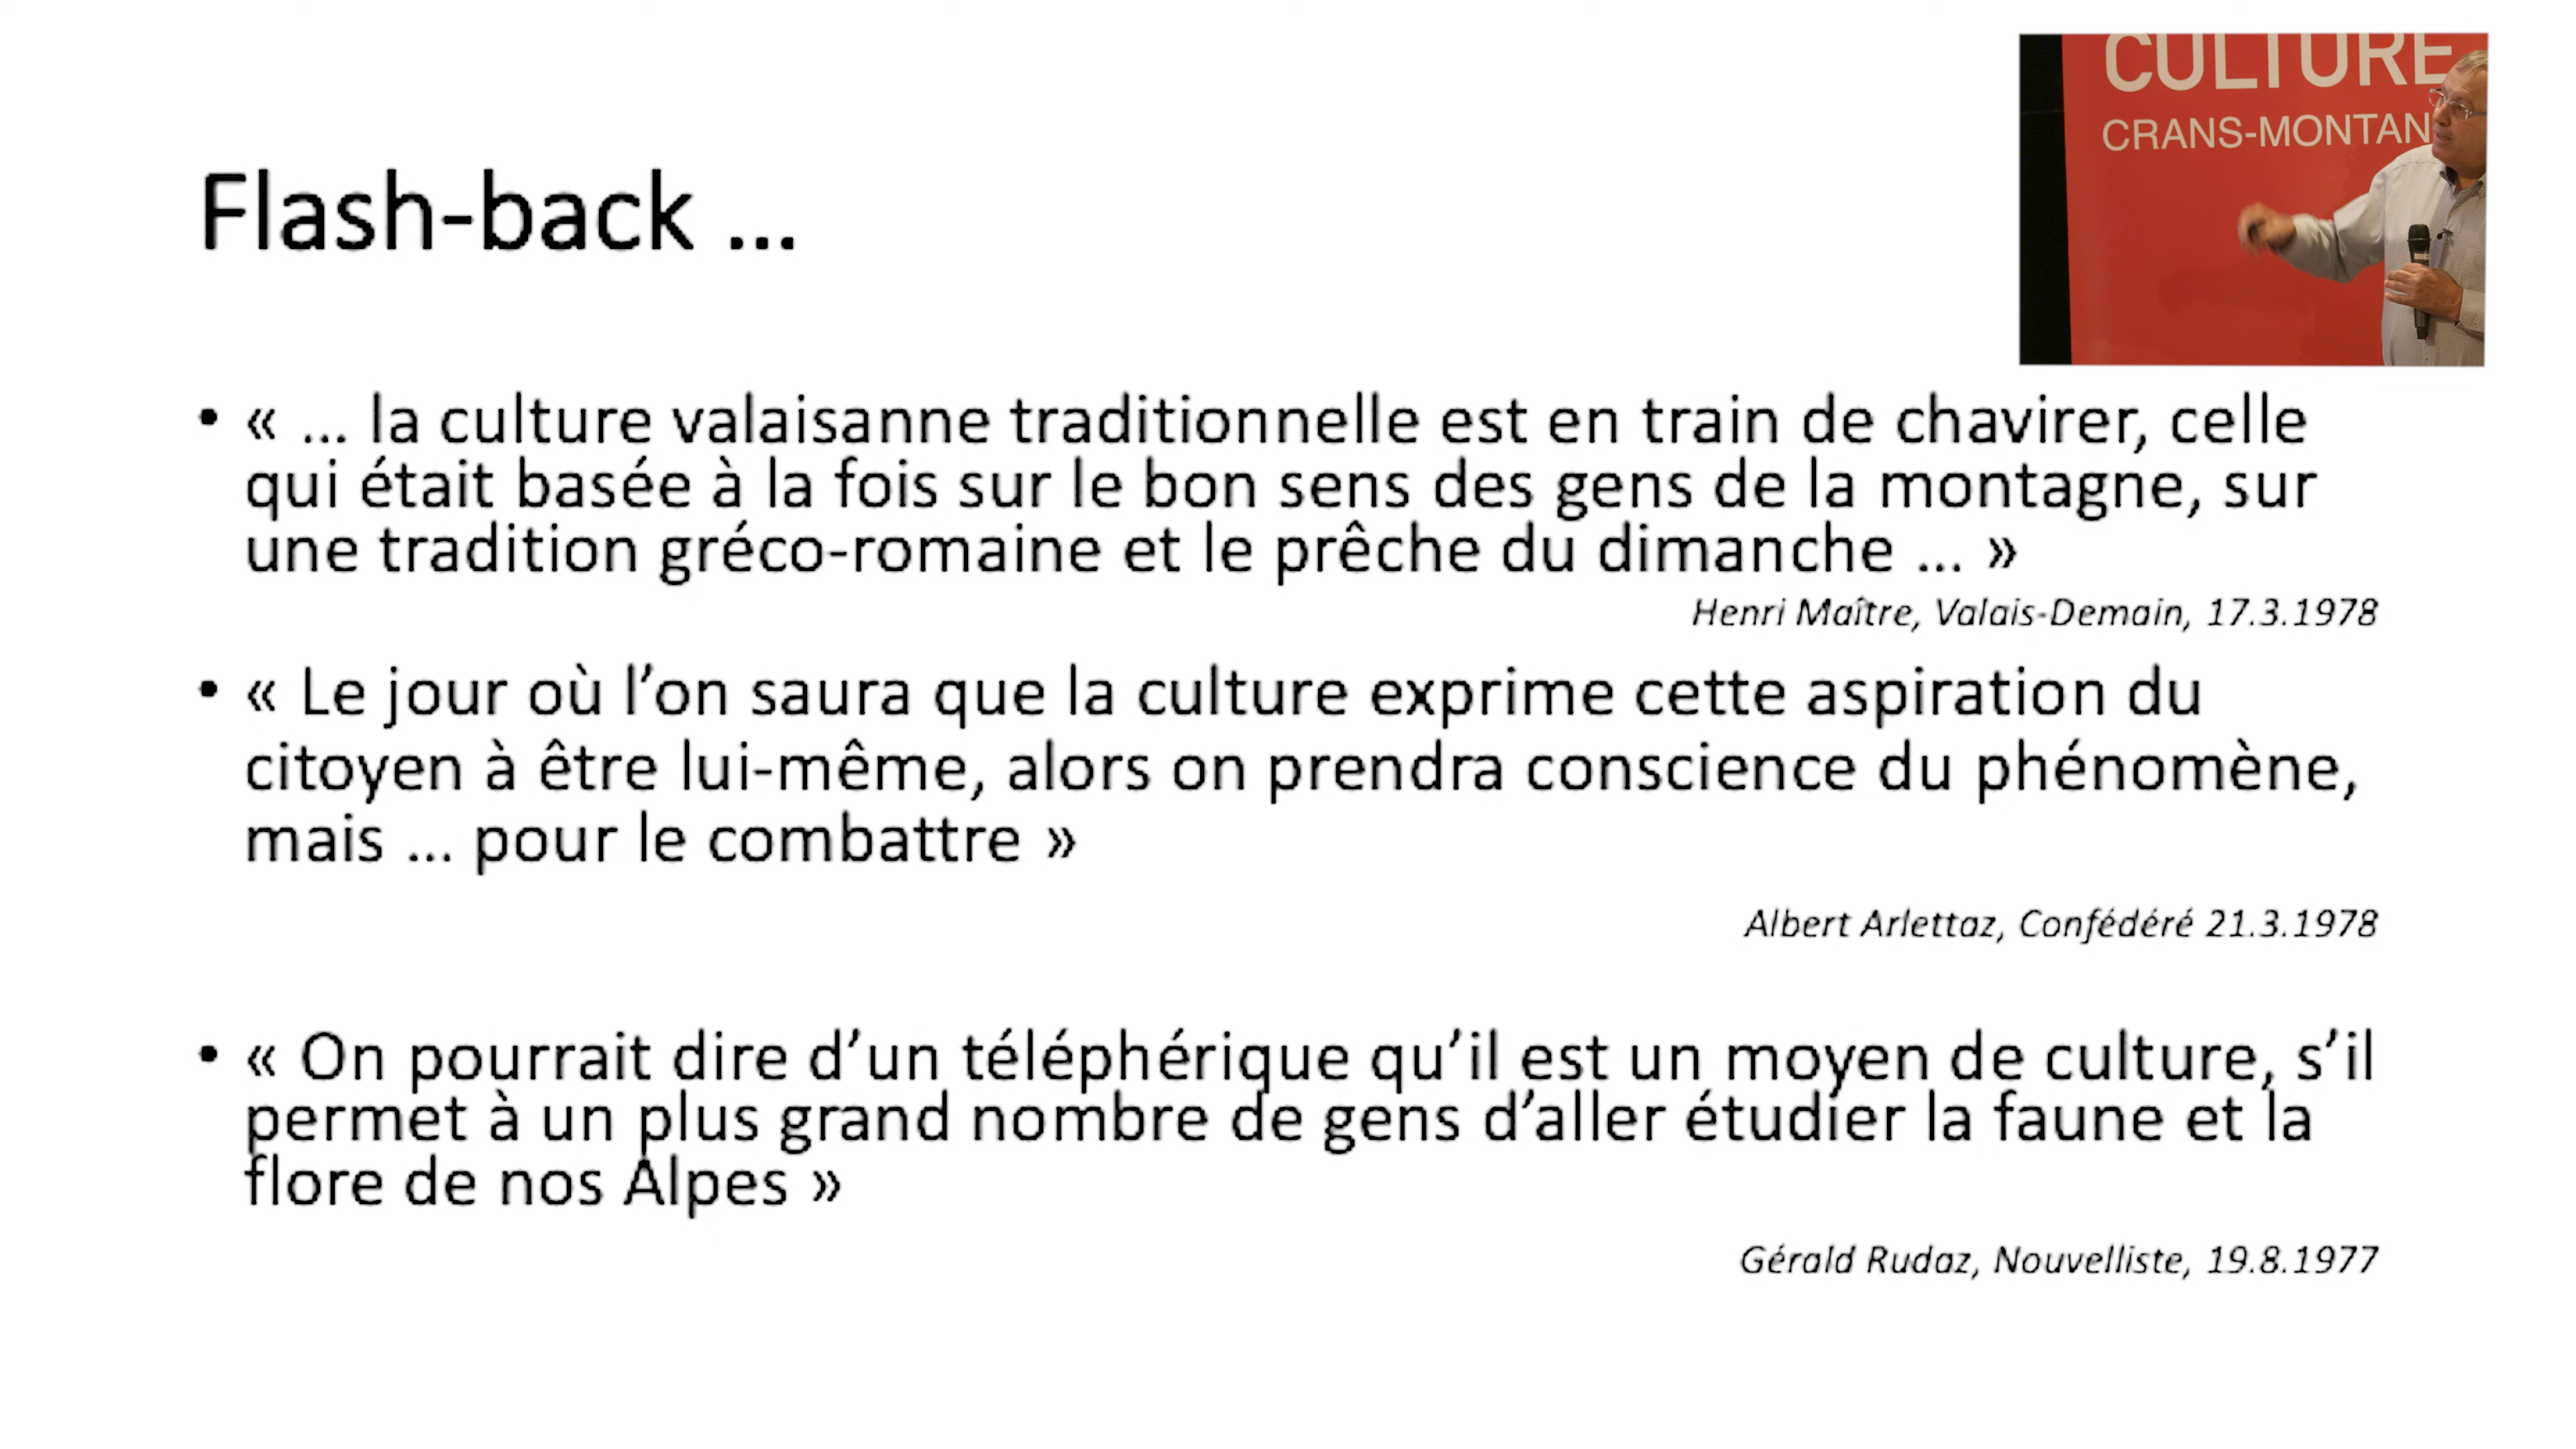 CULTURE
CRANS-MONTAN
Flash-back ...
• « ... la culture valaisanne traditionnelle est en train de chavirer, celle
qui était basée à la fois sur le bon sens des gens de la montagne, sur
une tradition gréco-romaine et le prêche du dimanche ... »
Henri Maître, Valais-Demain, 17.3.1978
• « Le jour où l’on saura que la culture exprime cette aspiration du
citoyen à être lui-même, alors on prendra conscience du phénomène,
mais ... pour le combattre »
Albert Arlettaz, Confédéré 21.3.1978
• « On pourrait dire d’un téléphérique qu’il est un moyen de culture, s’il
permet à un plus grand nombre de gens d’aller étudier la faune et la
flore de nos Alpes »
Gérald Rudaz, Nouvelliste, 19.8.1977